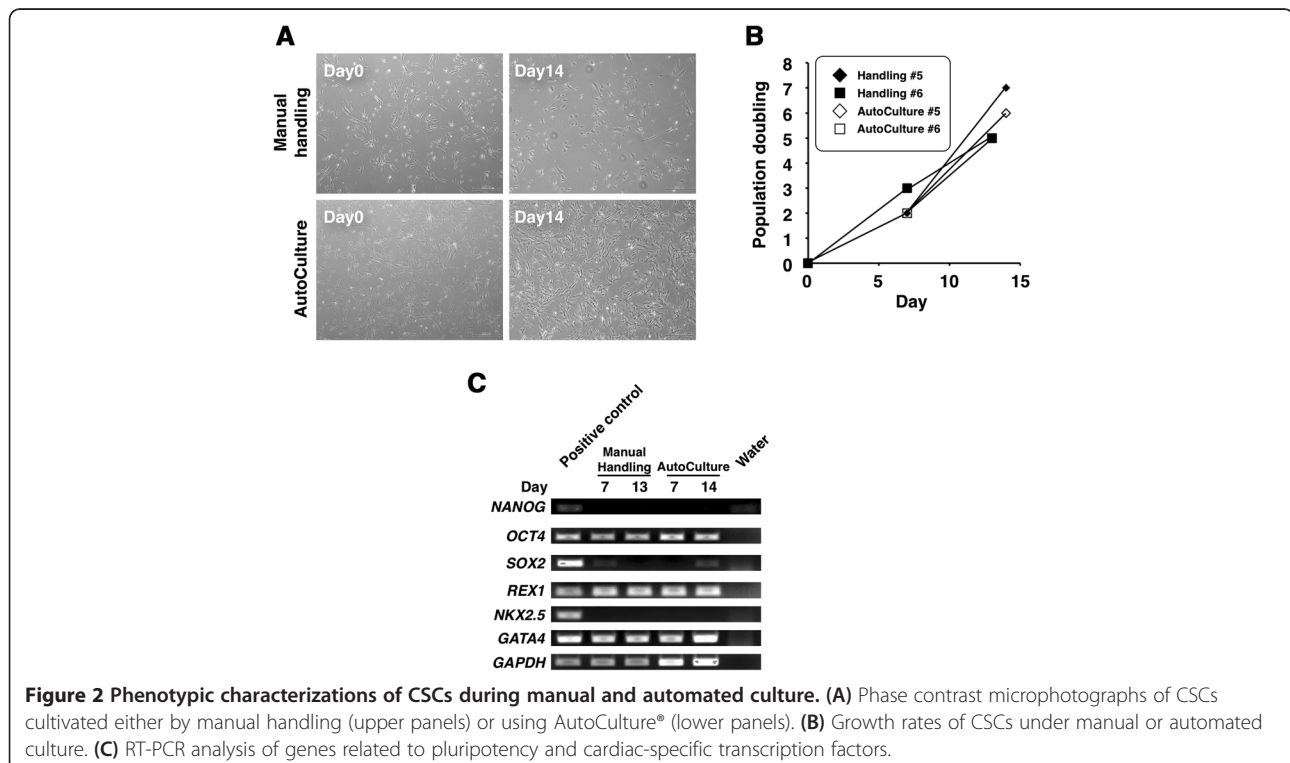 A
Manual
handling
Day0
Day14
AutoCulture
Day0
Day14
B
Population doubling
8
7
6
5
4
3
2
1
0
Handling #5
Handling #6
AutoCulture #5
AutoCulture #6
0 5 10 15
Day
C
Positive control
Manual
Handling
AutoCulture
Water
Day 7 13 7 14
NANOG
OCT4
SOX2
REX1
NKX2.5
GATA4
GAPDH
Figure 2 Phenotypic characterizations of CSCs during manual and automated culture. (A) Phase contrast microphotographs of CSCs
cultivated either by manual handling (upper panels) or using AutoCulture® (lower panels). (B) Growth rates of CSCs under manual or automated
culture. (C) RT-PCR analysis of genes related to pluripotency and cardiac-specific transcription factors.